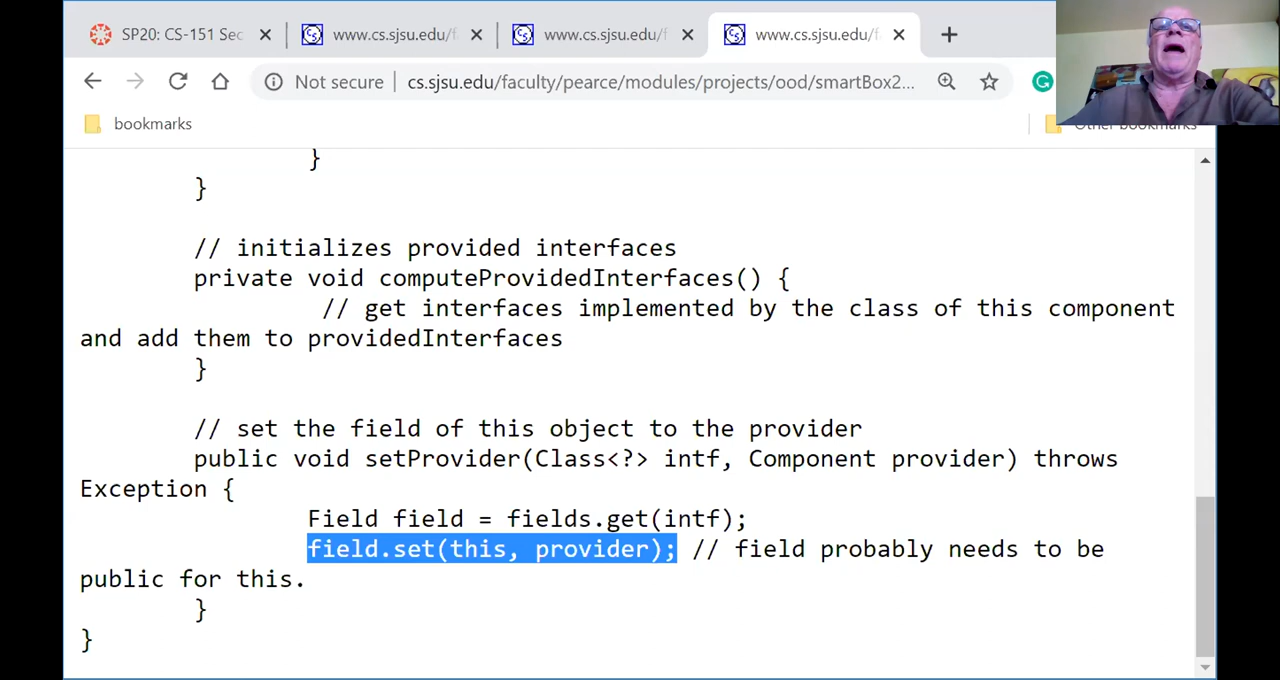 SP20: CS-151 Sec
www.cs.sjsu.edu/f
www.cs.sjsu.edu/f
www.cs.sjsu.edu/f
Not secure | cs.sjsu.edu/faculty/pearce/modules/projects/ood/smartBox2...
bookmarks
Other bookmarks
}
}
// initializes provided interfaces
private void computeProvidedInterfaces() {
// get interfaces implemented by the class of this component
and add them to providedInterfaces
}
// set the field of this object to the provider
public void setProvider(Class<?> intf, Component provider) throws
Exception {
Field field = fields.get(intf);
field.set(this, provider); // field probably needs to be
public for this.
}
}